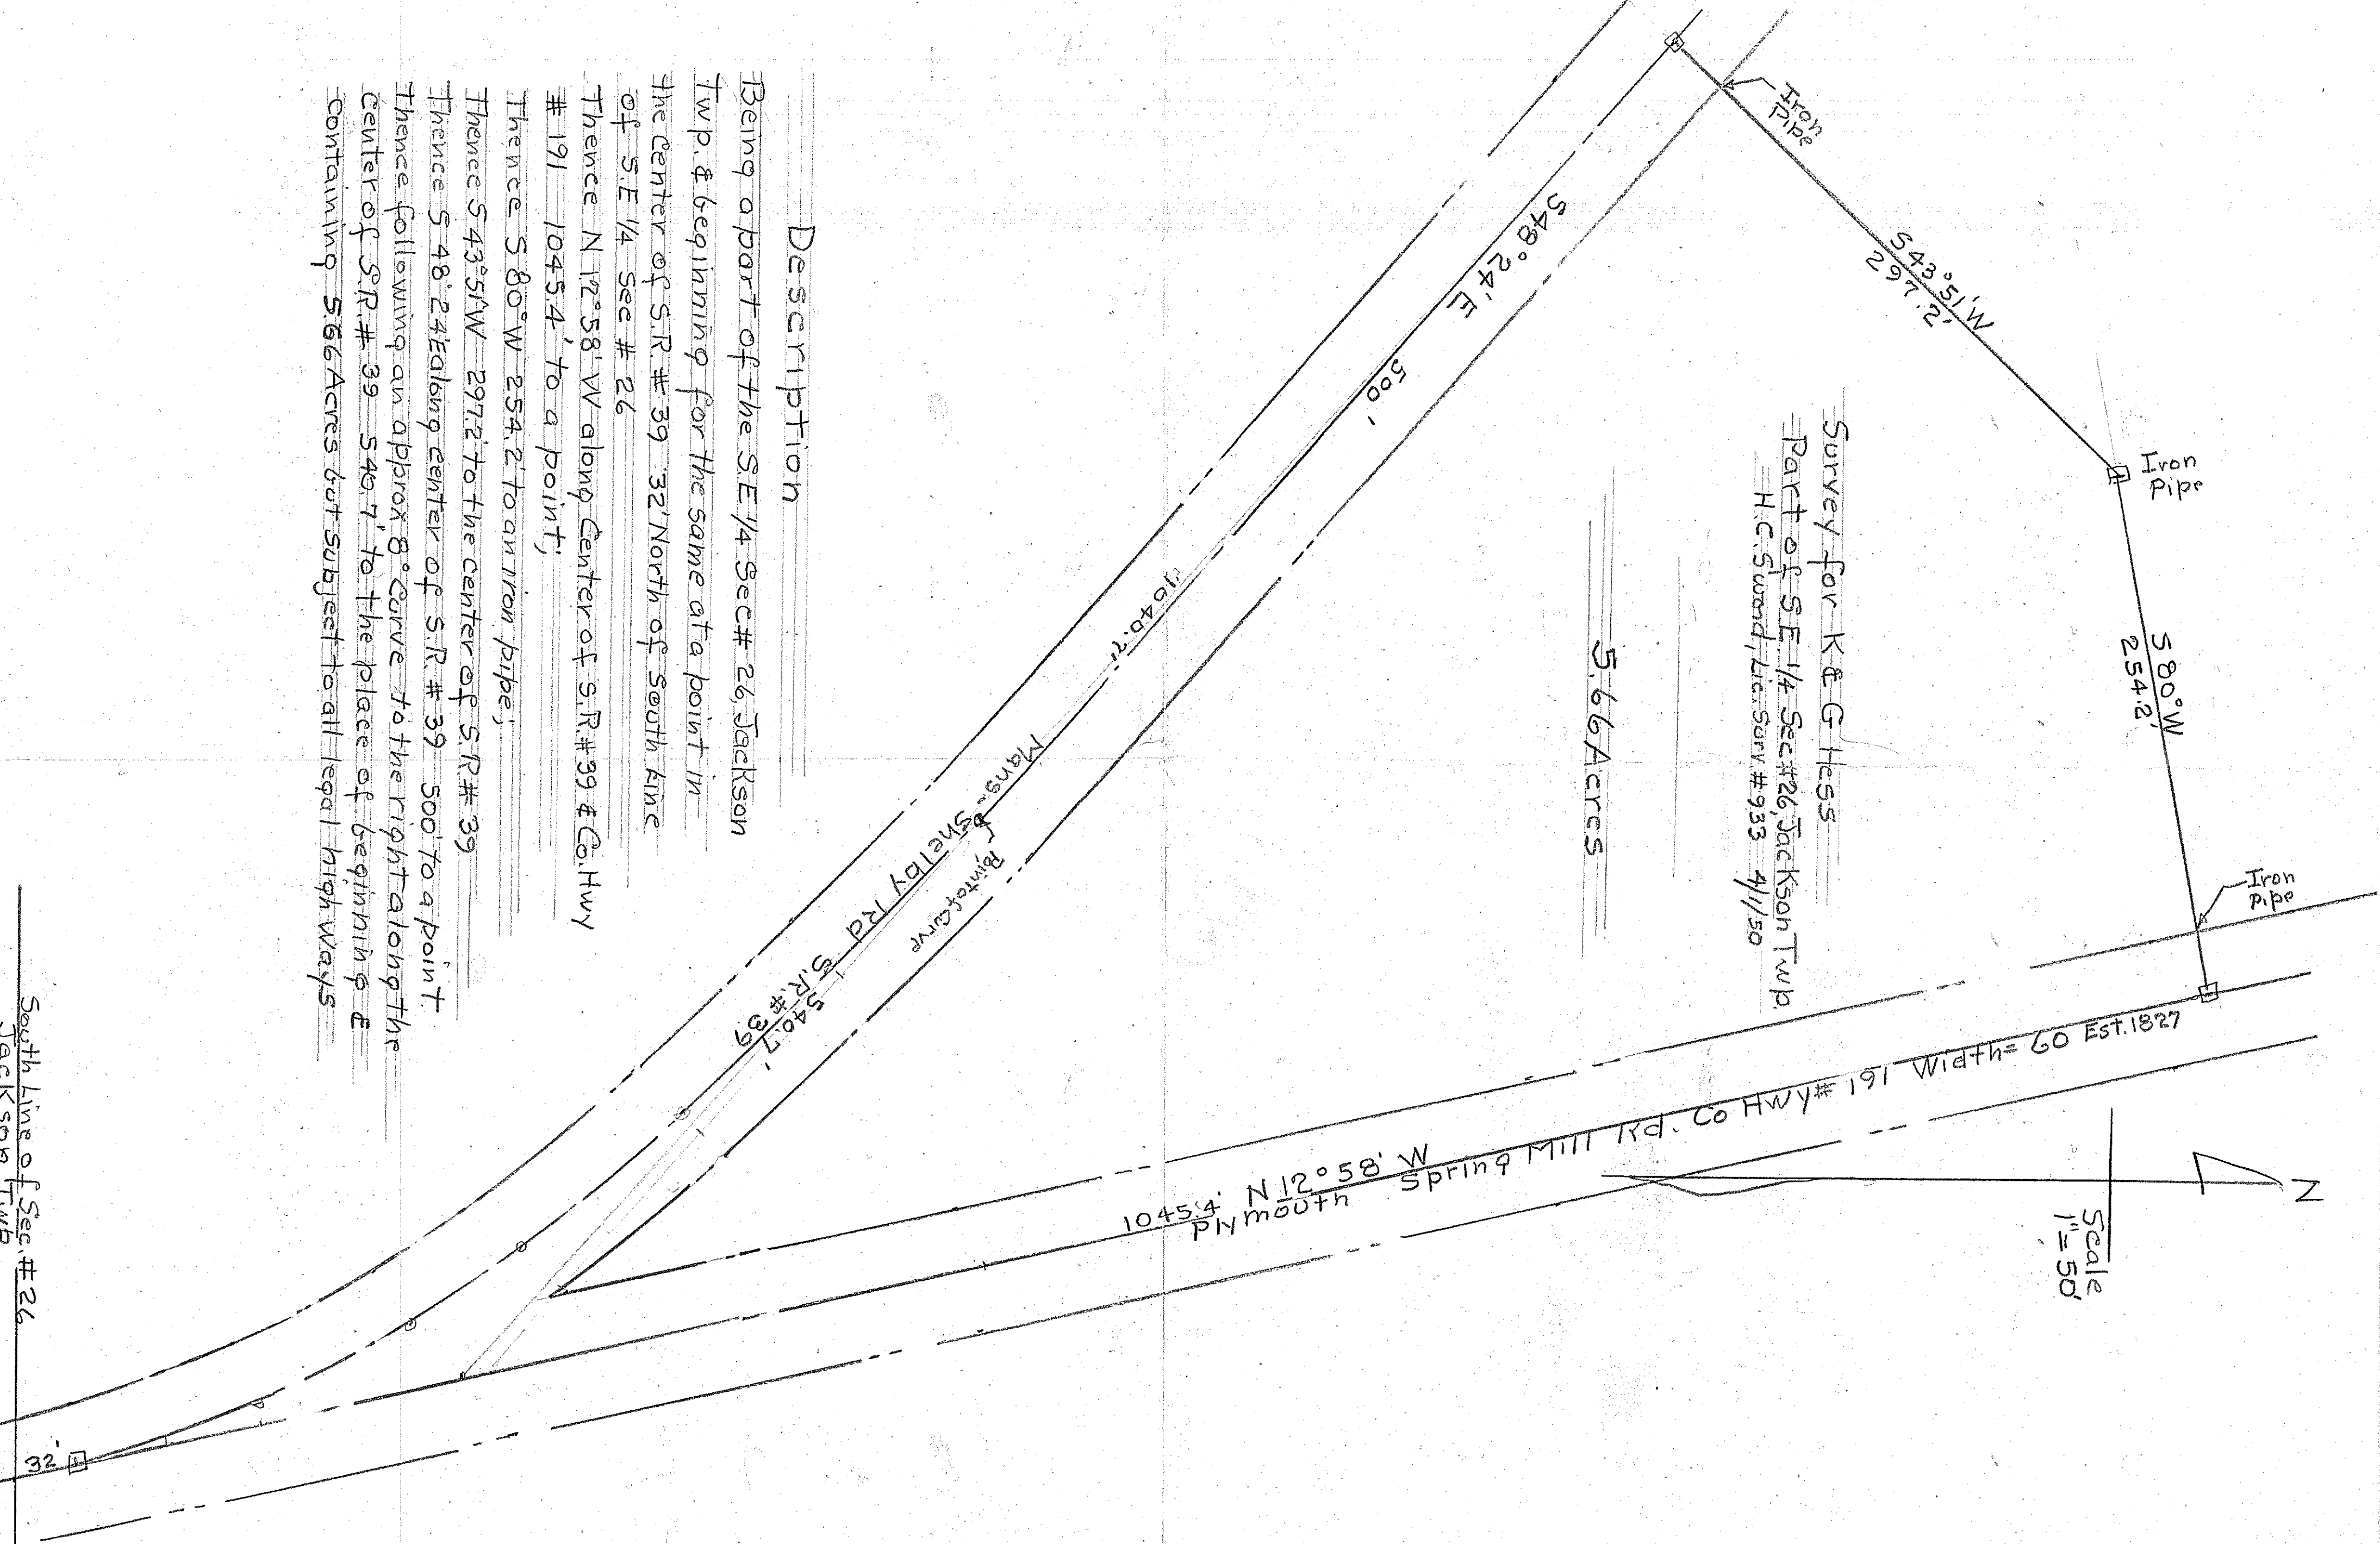 Survey for K & G Hess
Part of S.E 1/4 Sec #26, Jackson Twp.
H.C. Swand, Lic. Surv. #933 4/1/50
5.66 Acres
Description
Being a part of the S.E 1/4 Sec# 26, Jackson
Twp. & beginning for the same at a point in
the center of S.R. # 39 32' North of South Line
of S.E 1/4 Sec # 26
Thence N 12° 58' W along Center of S.R. # 39 & Co. Hwy
# 191 1045.4' to a point;
Thence S 80° W 254.2' to an iron pipe;
Thence S 43° 51' W 297.2' to the center of S.R. # 39
Thence S 48° 24' E along center of S.R # 39 500' to a point.
Thence following an approx 8° Curve to the right along the
center of S.R. # 39 540.7' to the place of beginning &
containing 5.66 Acres but subject to all legal highways
Iron
Pipe
S 43° 51' W
297.2'
Iron
Pipe
S 80° W
254.2'
Iron
Pipe
S 48° 24' E
500'
1040.7'
Mans - Shelby Rd S.R. # 39
Point of Curve
540.7'
1045.4' N 12° 58' W
Plymouth Spring Mill Rd. Co Hwy # 191 Width = 60 Est. 1827
N
Scale
1" = 50'
32'
South Line of Sec. # 26
Jackson Twp